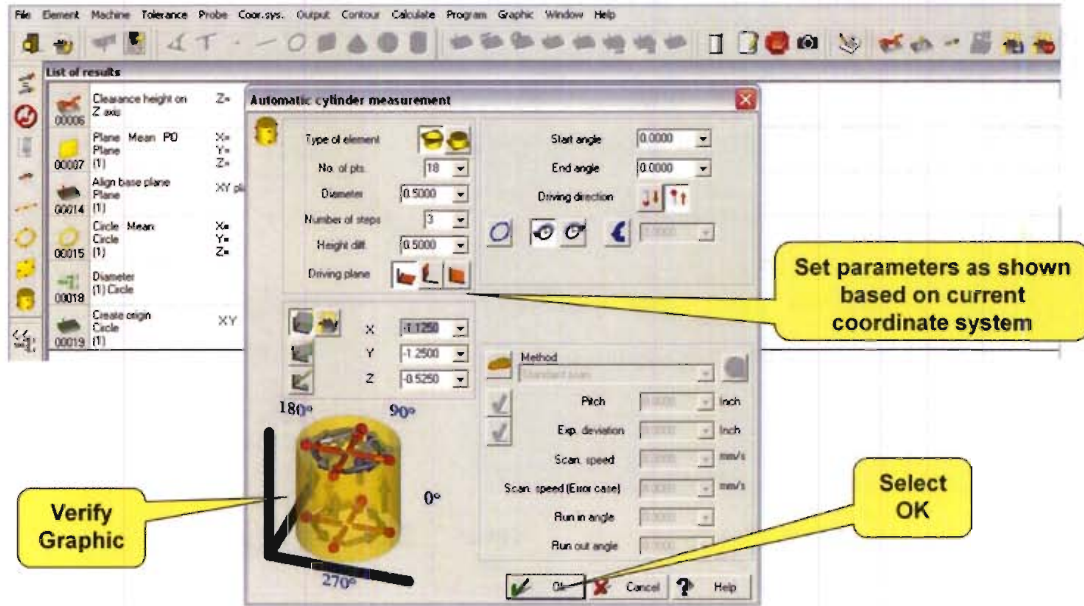 File Element Machine Tolerance Probe Coor.sys. Output Contour Calculate Program Graphic Window Help
List of results
Clearance height on Z=
Z axis
00006
Plane Mean PO X=
Plane Y=
00007 (1) Z=
Align base plane XY pl
Plane
00014 (1)
Circle Mean X=
Circle Y=
00015 (1) Z=
Diameter
(1) Circle
00018
Create origin XY
Circle
00019 (1)
Automatic cylinder measurement
Type of element
No. of pts. 18
Diameter 0.5000
Number of steps 3
Height diff. 0.5000
Driving plane
Start angle 0.0000
End angle 0.0000
Driving direction
X -1.1250
Y -1.2500
Z -0.5250
180° 90°
0°
270°
Method
Pitch Inch
Exp. deviation Inch
Scan. speed mm/s
Scan. speed (Error case) mm/s
Run in angle
Run out angle
Ok Cancel ? Help
Set parameters as shown
based on current
coordinate system
Verify
Graphic
Select
OK